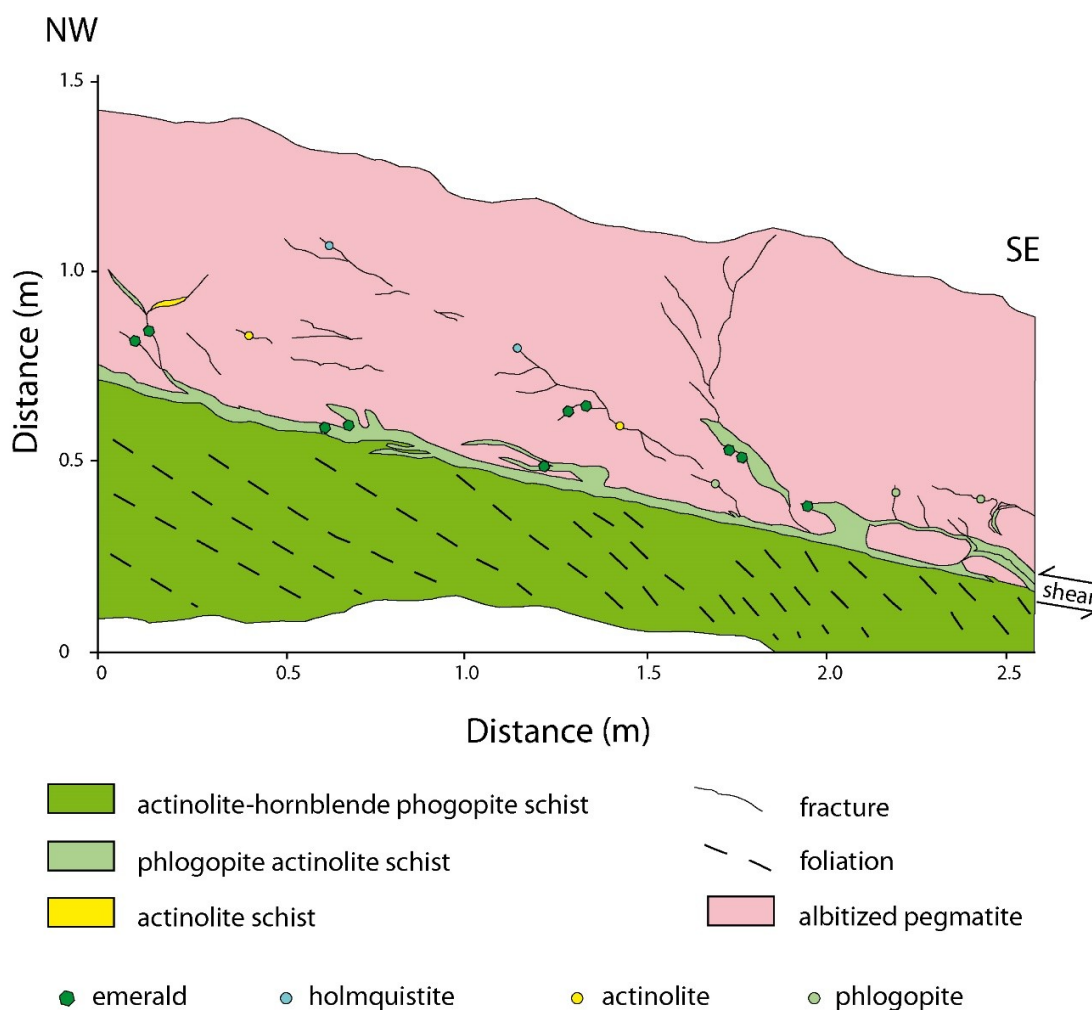 NW
1.5
1.0
SE
Distance (m)
0.5
shear
0
0
0.5
1.0
1.5
2.0
2.5
Distance (m)
actinolite-hornblende phogopite schist
fracture
phlogopite actinolite schist
foliation
actinolite schist
albitized pegmatite
emerald
holmquistite
actinolite
phlogopite